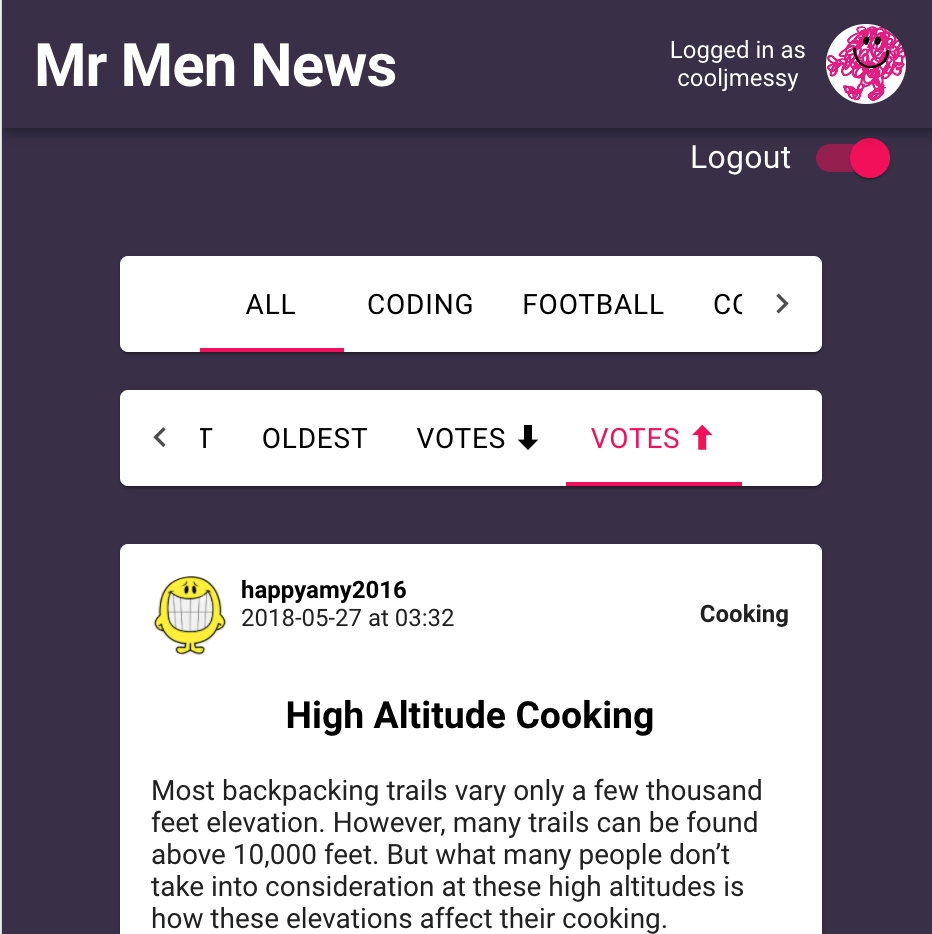 Mr Men News
Logged in as
cooljmessy
Logout
ALL CODING FOOTBALL
T OLDEST VOTES VOTES
happyamy2016
2018-05-27 at 03:32
Cooking
High Altitude Cooking
Most backpacking trails vary only a few thousand
feet elevation. However, many trails can be found
above 10,000 feet. But what many people don’t
take into consideration at these high altitudes is
how these elevations affect their cooking.